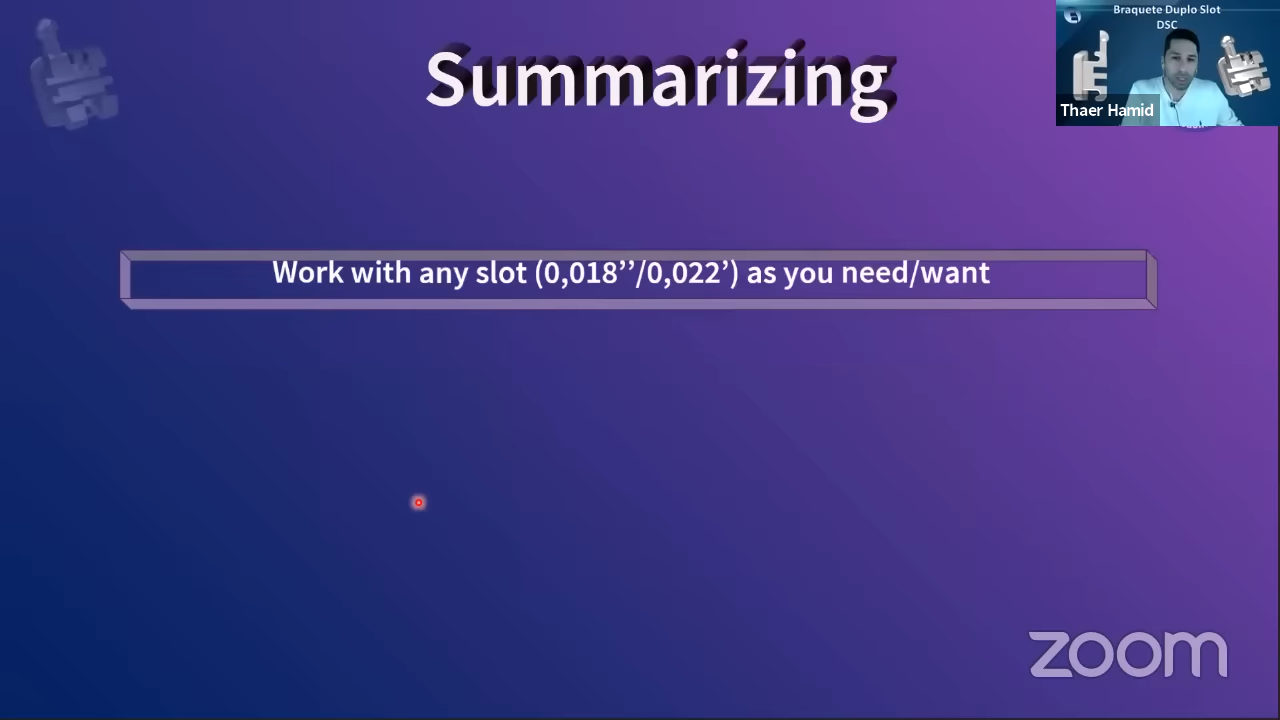 Summarizing
Braquete Duplo Slot
DSC
Thaer Hamid
Work with any slot (0,018’’/0,022’) as you need/want
zoom